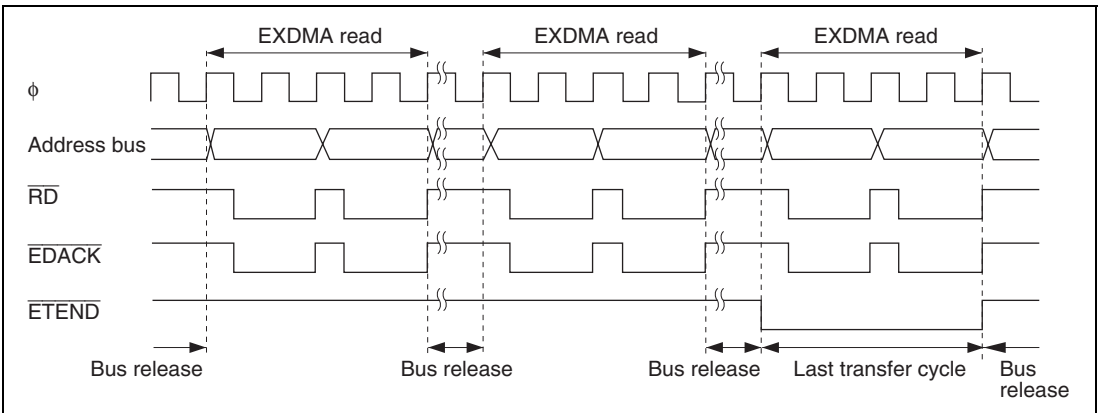 EXDMA read EXDMA read EXDMA read
ϕ
Address bus
RD
EDACK
ETEND
Bus release Bus release Bus release Last transfer cycle Bus release